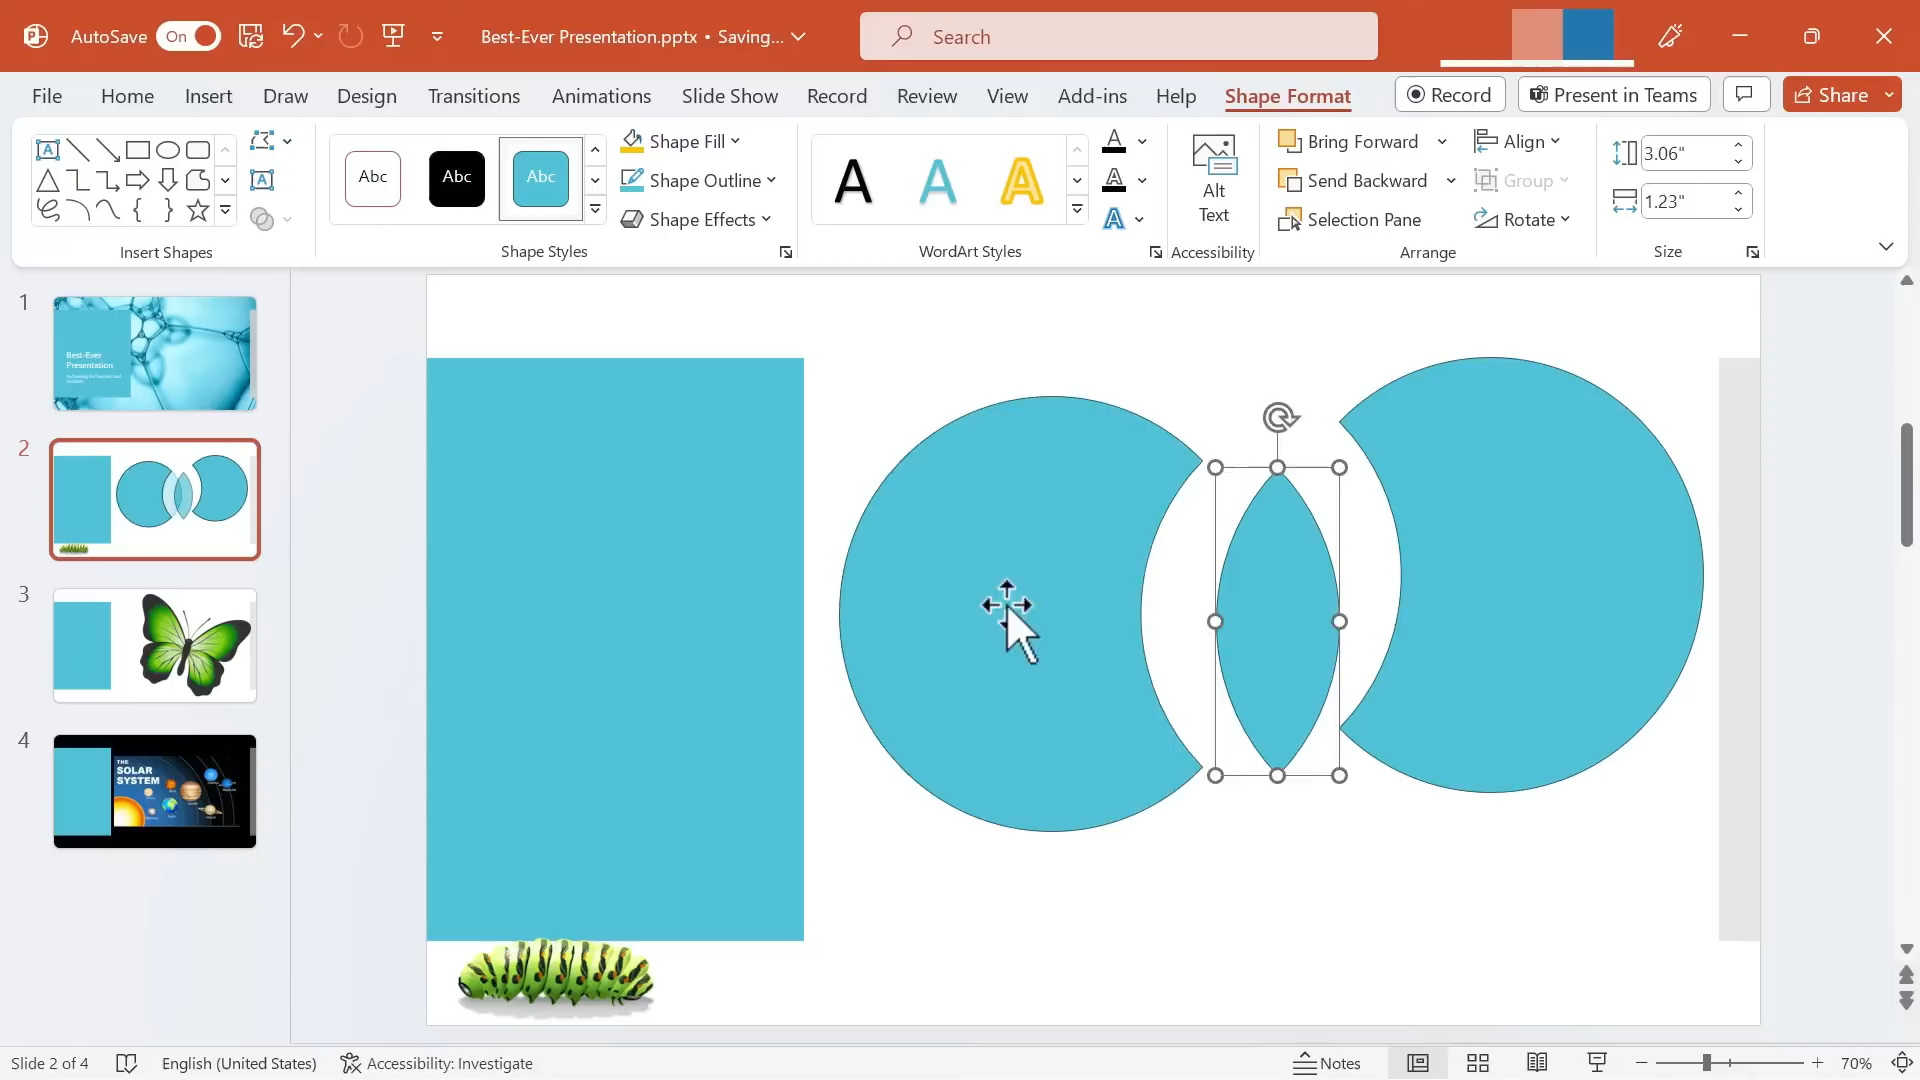 AutoSave On Best-Ever Presentation.pptx • Saving... Search
File Home Insert Draw Design Transitions Animations Slide Show Record Review View Add-ins Help Shape Format Record Present in Teams Share
Abc Abc Abc
Shape Fill
Shape Outline
Shape Effects
A A A
Alt
Text
Bring Forward
Send Backward
Selection Pane
Align
Group
Rotate
3.06"
1.23"
Insert Shapes Shape Styles WordArt Styles Accessibility Arrange Size
1
Best-Ever
Presentation
2
3
4
THE
SOLAR
SYSTEM
Slide 2 of 4 English (United States) Accessibility: Investigate Notes 70%